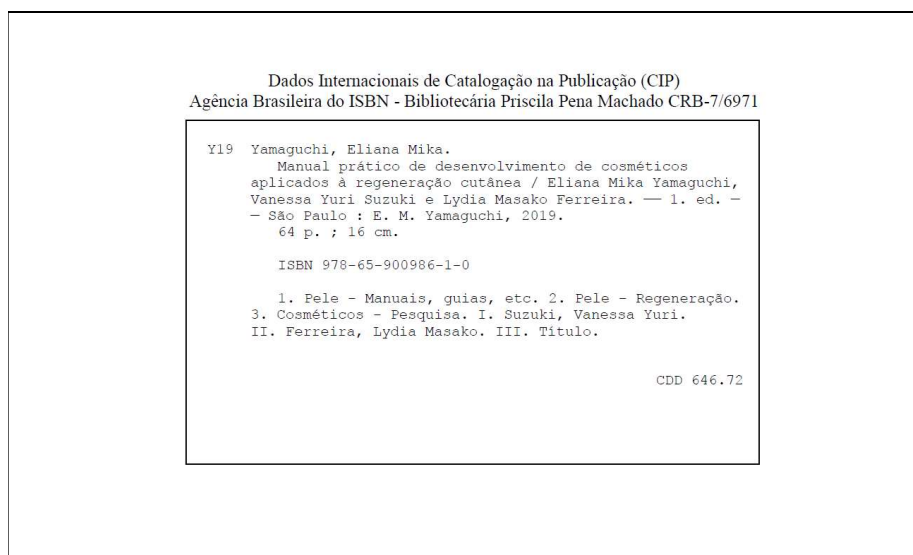 Dados Internacionais de Catalogação na Publicação (CIP)
Agência Brasileira do ISBN - Bibliotecária Priscila Pena Machado CRB-7/6971
Y19 Yamaguchi, Eliana Mika.
Manual prático de desenvolvimento de cosméticos
aplicados à regeneração cutânea / Eliana Mika Yamaguchi,
Vanessa Yuri Suzuki e Lydia Masako Ferreira. — 1. ed. —
— São Paulo : E. M. Yamaguchi, 2019.
64 p. ; 16 cm.
ISBN 978-65-900986-1-0
1. Pele - Manuais, guias, etc. 2. Pele - Regeneração.
3. Cosméticos - Pesquisa. I. Suzuki, Vanessa Yuri.
II. Ferreira, Lydia Masako. III. Título.
CDD 646.72